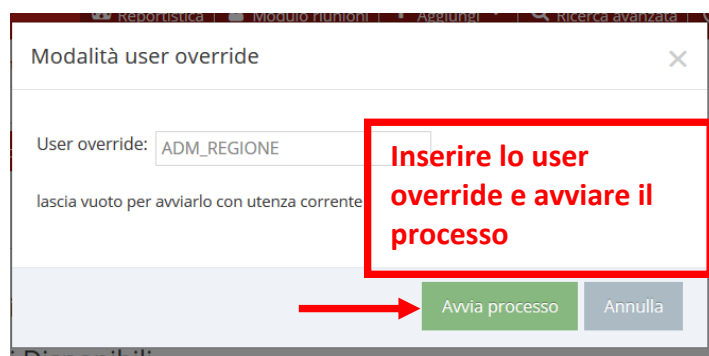 Reportistica Modulo riunioni Aggiungi Ricerca avanzata
Modalità user override
User override: ADM_REGIONE
lascia vuoto per avviarlo con utenza corrente
Inserire lo user
override e avviare il
processo
Avvia processo Annulla